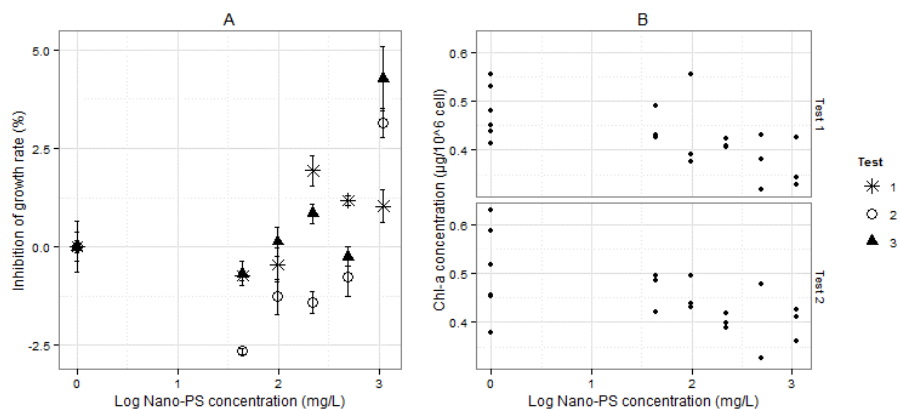 A
Inhibition of growth rate (%)
5.0
2.5
0.0
-2.5
0 1 2 3
Log Nano-PS concentration (mg/L)
B
Chl-a concentration (µg/10^6 cell)
0.6
0.5
0.4
Test 1
0.6
0.5
0.4
Test 2
0 1 2 3
Log Nano-PS concentration (mg/L)
Test
1
2
3